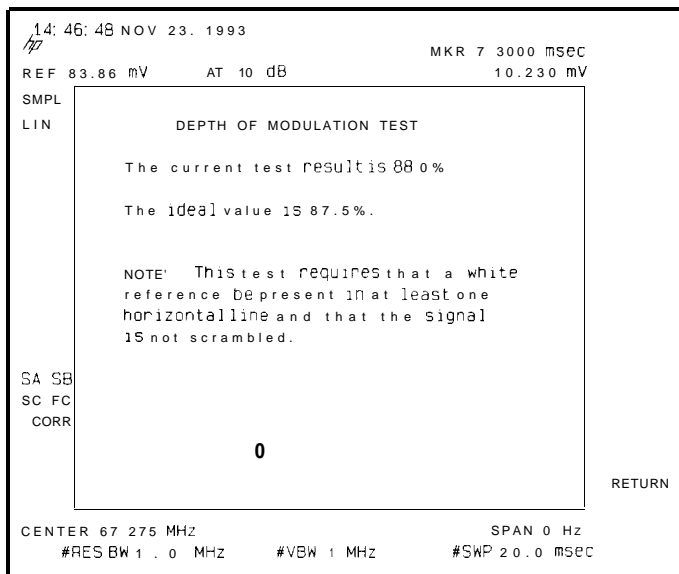 14:46:48 NOV 23. 1993
hp
MKR 7 3000 msec
REF 83.86 mV AT 10 dB 10.230 mV
SMPL
LIN
DEPTH OF MODULATION TEST
The current test result is 88 0%
The ideal value is 87.5%.
NOTE' This test requires that a white
reference be present in at least one
horizontal line and that the signal
is not scrambled.
SA SB
SC FC
CORR
0
RETURN
CENTER 67 275 MHz SPAN 0 Hz
#RES BW 1.0 MHz #VBW 1 MHz #SWP 20.0 msec